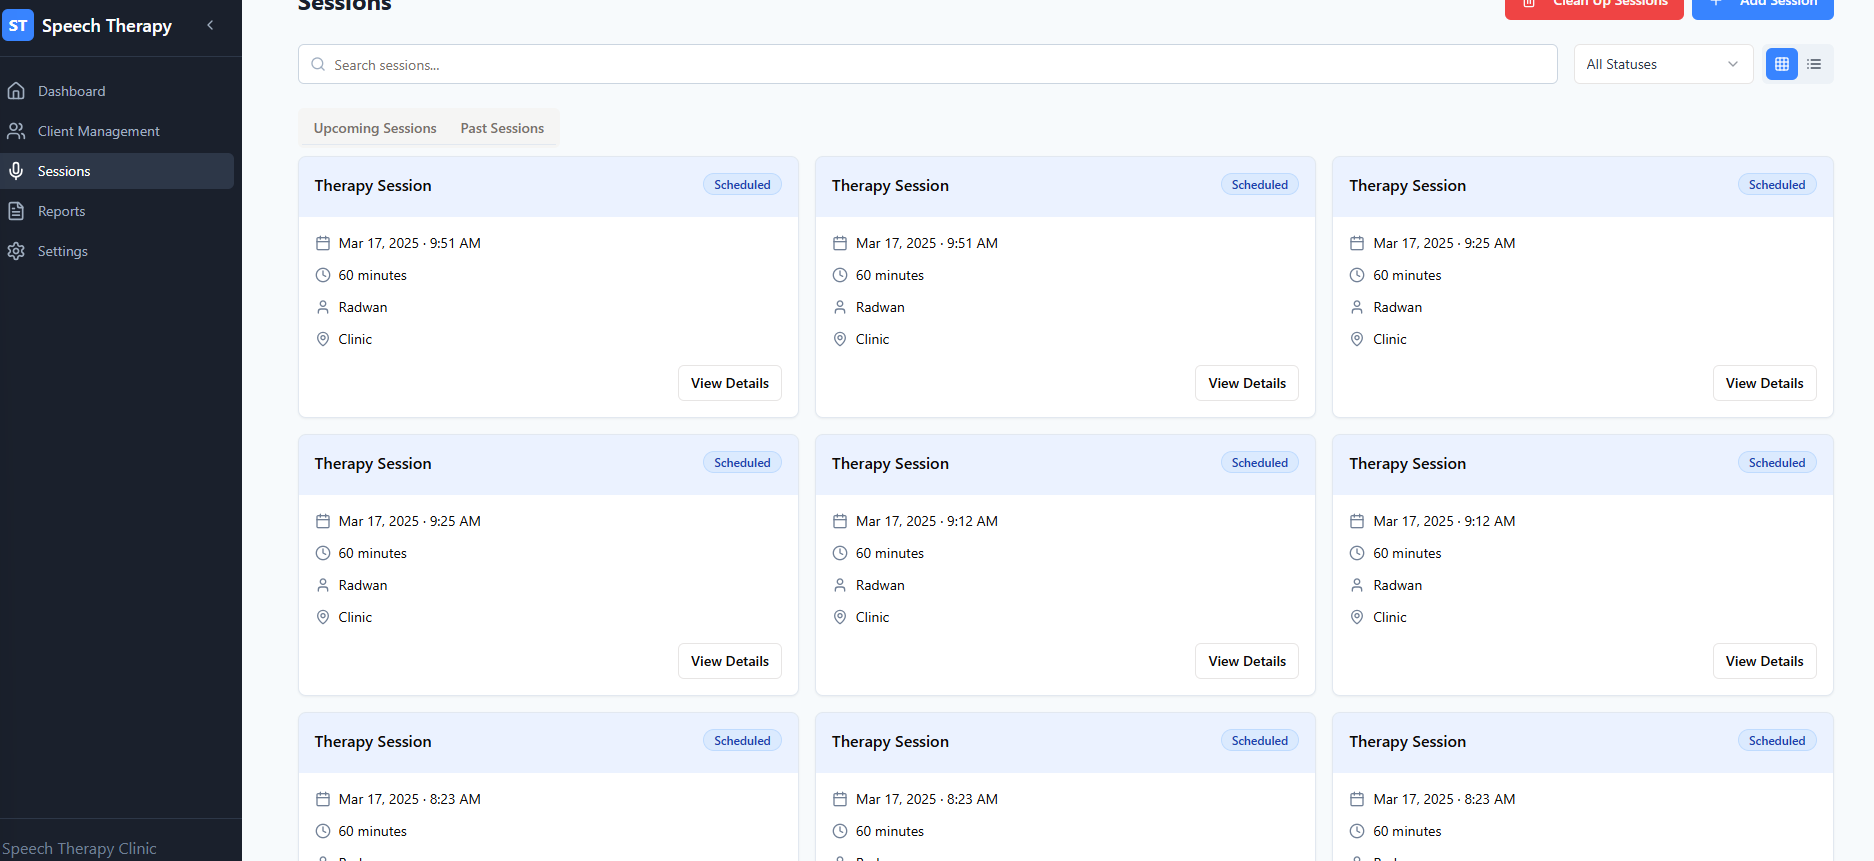 ST Speech Therapy
Dashboard
Client Management
Sessions
Reports
Settings
Speech Therapy Clinic
Sessions
Clean Up Sessions
Add Session
Search sessions...
All Statuses
Upcoming Sessions
Past Sessions
Therapy Session
Scheduled
Mar 17, 2025 · 9:51 AM
60 minutes
Radwan
Clinic
View Details
Therapy Session
Scheduled
Mar 17, 2025 · 9:51 AM
60 minutes
Radwan
Clinic
View Details
Therapy Session
Scheduled
Mar 17, 2025 · 9:25 AM
60 minutes
Radwan
Clinic
View Details
Therapy Session
Scheduled
Mar 17, 2025 · 9:25 AM
60 minutes
Radwan
Clinic
View Details
Therapy Session
Scheduled
Mar 17, 2025 · 9:12 AM
60 minutes
Radwan
Clinic
View Details
Therapy Session
Scheduled
Mar 17, 2025 · 9:12 AM
60 minutes
Radwan
Clinic
View Details
Therapy Session
Scheduled
Mar 17, 2025 · 8:23 AM
60 minutes
Therapy Session
Scheduled
Mar 17, 2025 · 8:23 AM
60 minutes
Therapy Session
Scheduled
Mar 17, 2025 · 8:23 AM
60 minutes